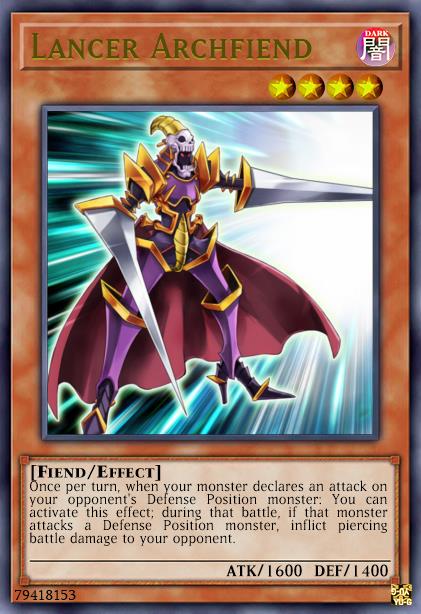 LANCER ARCHFIEND
DARK
闇
[FIEND/EFFECT]
Once per turn, when your monster declares an attack on
your opponent's Defense Position monster: You can
activate this effect; during that battle, if that monster
attacks a Defense Position monster, inflict piercing
battle damage to your opponent.
ATK/1600 DEF/1400
79418153